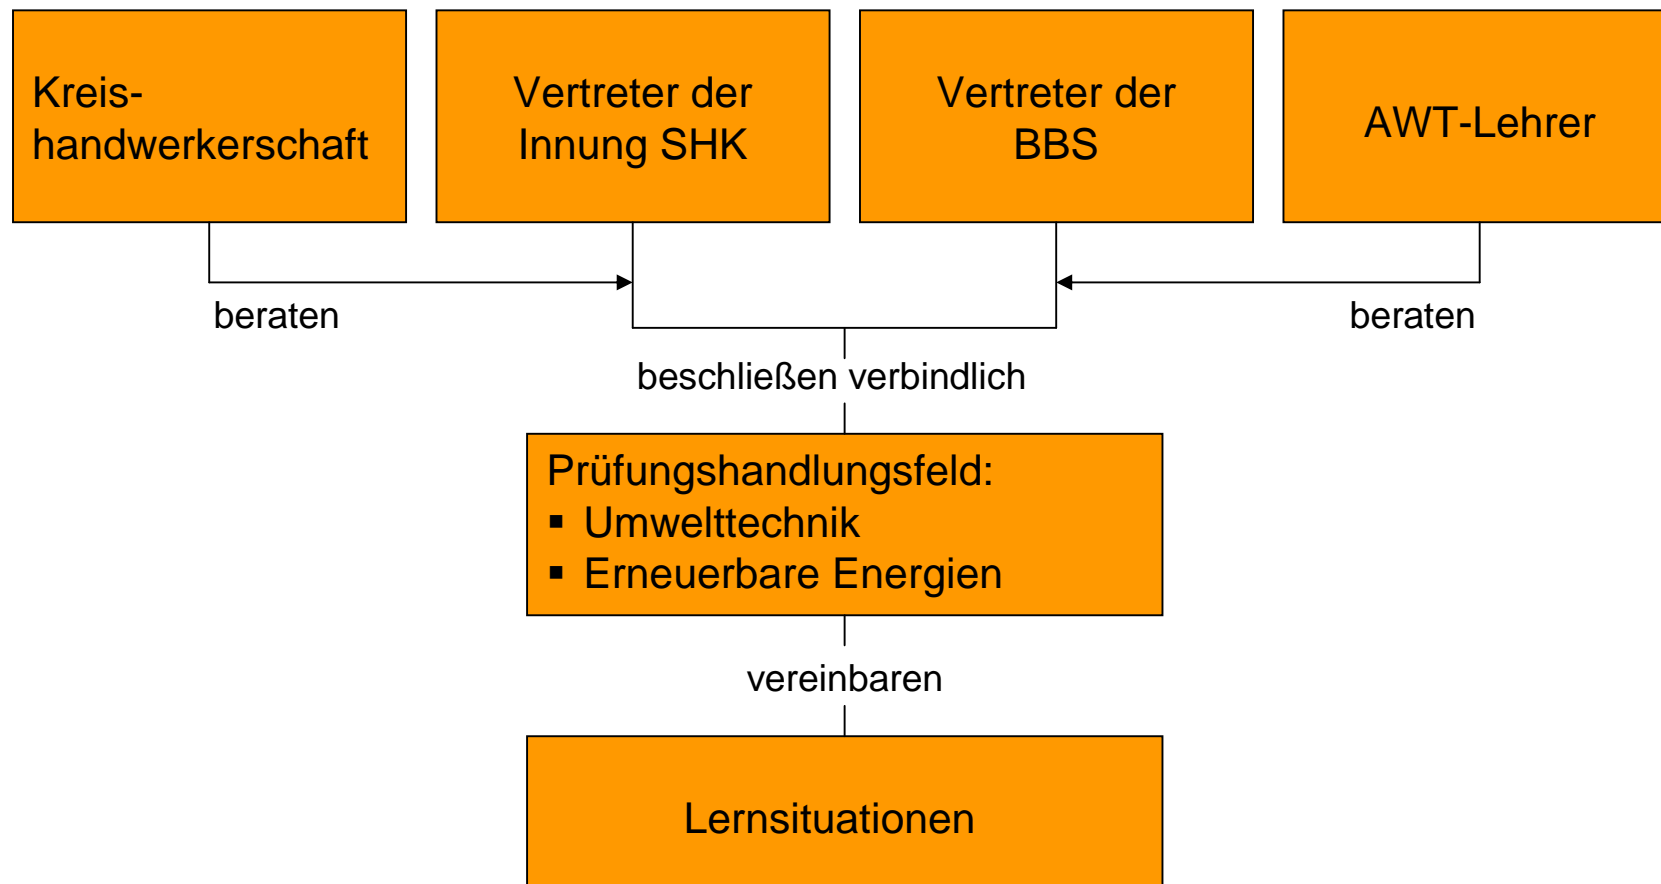 Kreis-
handwerkerschaft
Vertreter der
Innung SHK
Vertreter der
BBS
AWT-Lehrer
beraten
beraten
beschließen verbindlich
Prüfungshandlungsfeld:
▪ Umwelttechnik
▪ Erneuerbare Energien
vereinbaren
Lernsituationen